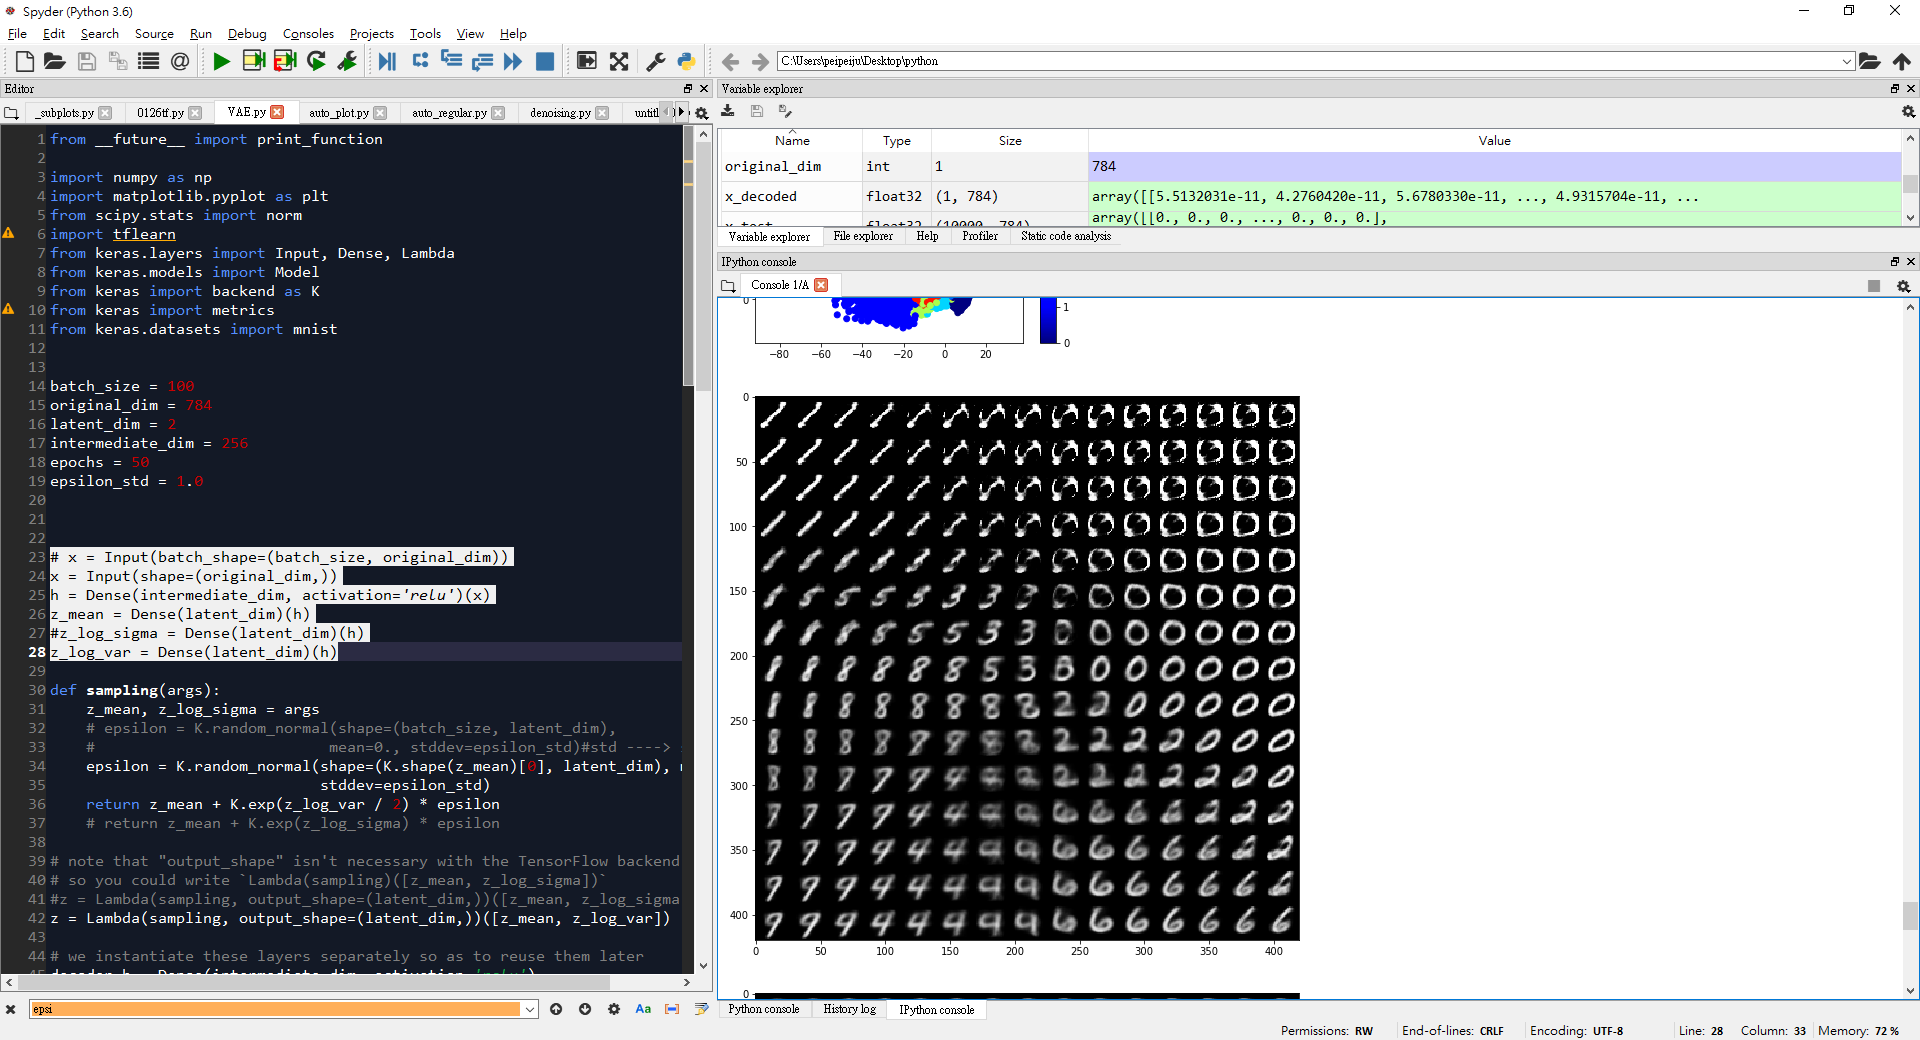 Spyder (Python 3.6)
File Edit Search Source Run Debug Consoles Projects Tools View Help
C:\Users\peipeiju\Desktop\python
Editor
_subplots.py 0126tf.py VAE.py auto_plot.py auto_regular.py denoising.py
1 from __future__ import print_function
2
3 import numpy as np
4 import matplotlib.pyplot as plt
5 from scipy.stats import norm
6 import tflearn
7 from keras.layers import Input, Dense, Lambda
8 from keras.models import Model
9 from keras import backend as K
10 from keras import metrics
11 from keras.datasets import mnist
12
13
14 batch_size = 100
15 original_dim = 784
16 latent_dim = 2
17 intermediate_dim = 256
18 epochs = 50
19 epsilon_std = 1.0
20
21
22
23 # x = Input(batch_shape=(batch_size, original_dim))
24 x = Input(shape=(original_dim,))
25 h = Dense(intermediate_dim, activation='relu')(x)
26 z_mean = Dense(latent_dim)(h)
27 #z_log_sigma = Dense(latent_dim)(h)
28 z_log_var = Dense(latent_dim)(h)
29
30 def sampling(args):
31 z_mean, z_log_sigma = args
32 # epsilon = K.random_normal(shape=(batch_size, latent_dim),
33 # mean=0., stddev=epsilon_std)#std ---->
34 epsilon = K.random_normal(shape=(K.shape(z_mean)[0], latent_dim),
35 stddev=epsilon_std)
36 return z_mean + K.exp(z_log_var / 2) * epsilon
37 # return z_mean + K.exp(z_log_sigma) * epsilon
38
39 # note that "output_shape" isn't necessary with the TensorFlow backend
40 # so you could write `Lambda(sampling)([z_mean, z_log_sigma])`
41 #z = Lambda(sampling, output_shape=(latent_dim,))([z_mean, z_log_sigma
42 z = Lambda(sampling, output_shape=(latent_dim,))([z_mean, z_log_var])
43
44 # we instantiate these layers separately so as to reuse them later
epsi
Aa
Variable explorer
Name Type Size Value
original_dim int 1 784
x_decoded float32 (1, 784) array([[5.5132031e-11, 4.2760420e-11, 5.6780330e-11, ..., 4.9315704e-11, ...
array([[0., 0., 0., ..., 0., 0., 0.],
Variable explorer File explorer Help Profiler Static code analysis
IPython console
Console 1/A
0
1
0
−80 −60 −40 −20 0 20
0
50
100
150
200
250
300
350
400
0 50 100 150 200 250 300 350 400
0
Python console History log IPython console
Permissions: RW End-of-lines: CRLF Encoding: UTF-8 Line: 28 Column: 33 Memory: 72 %